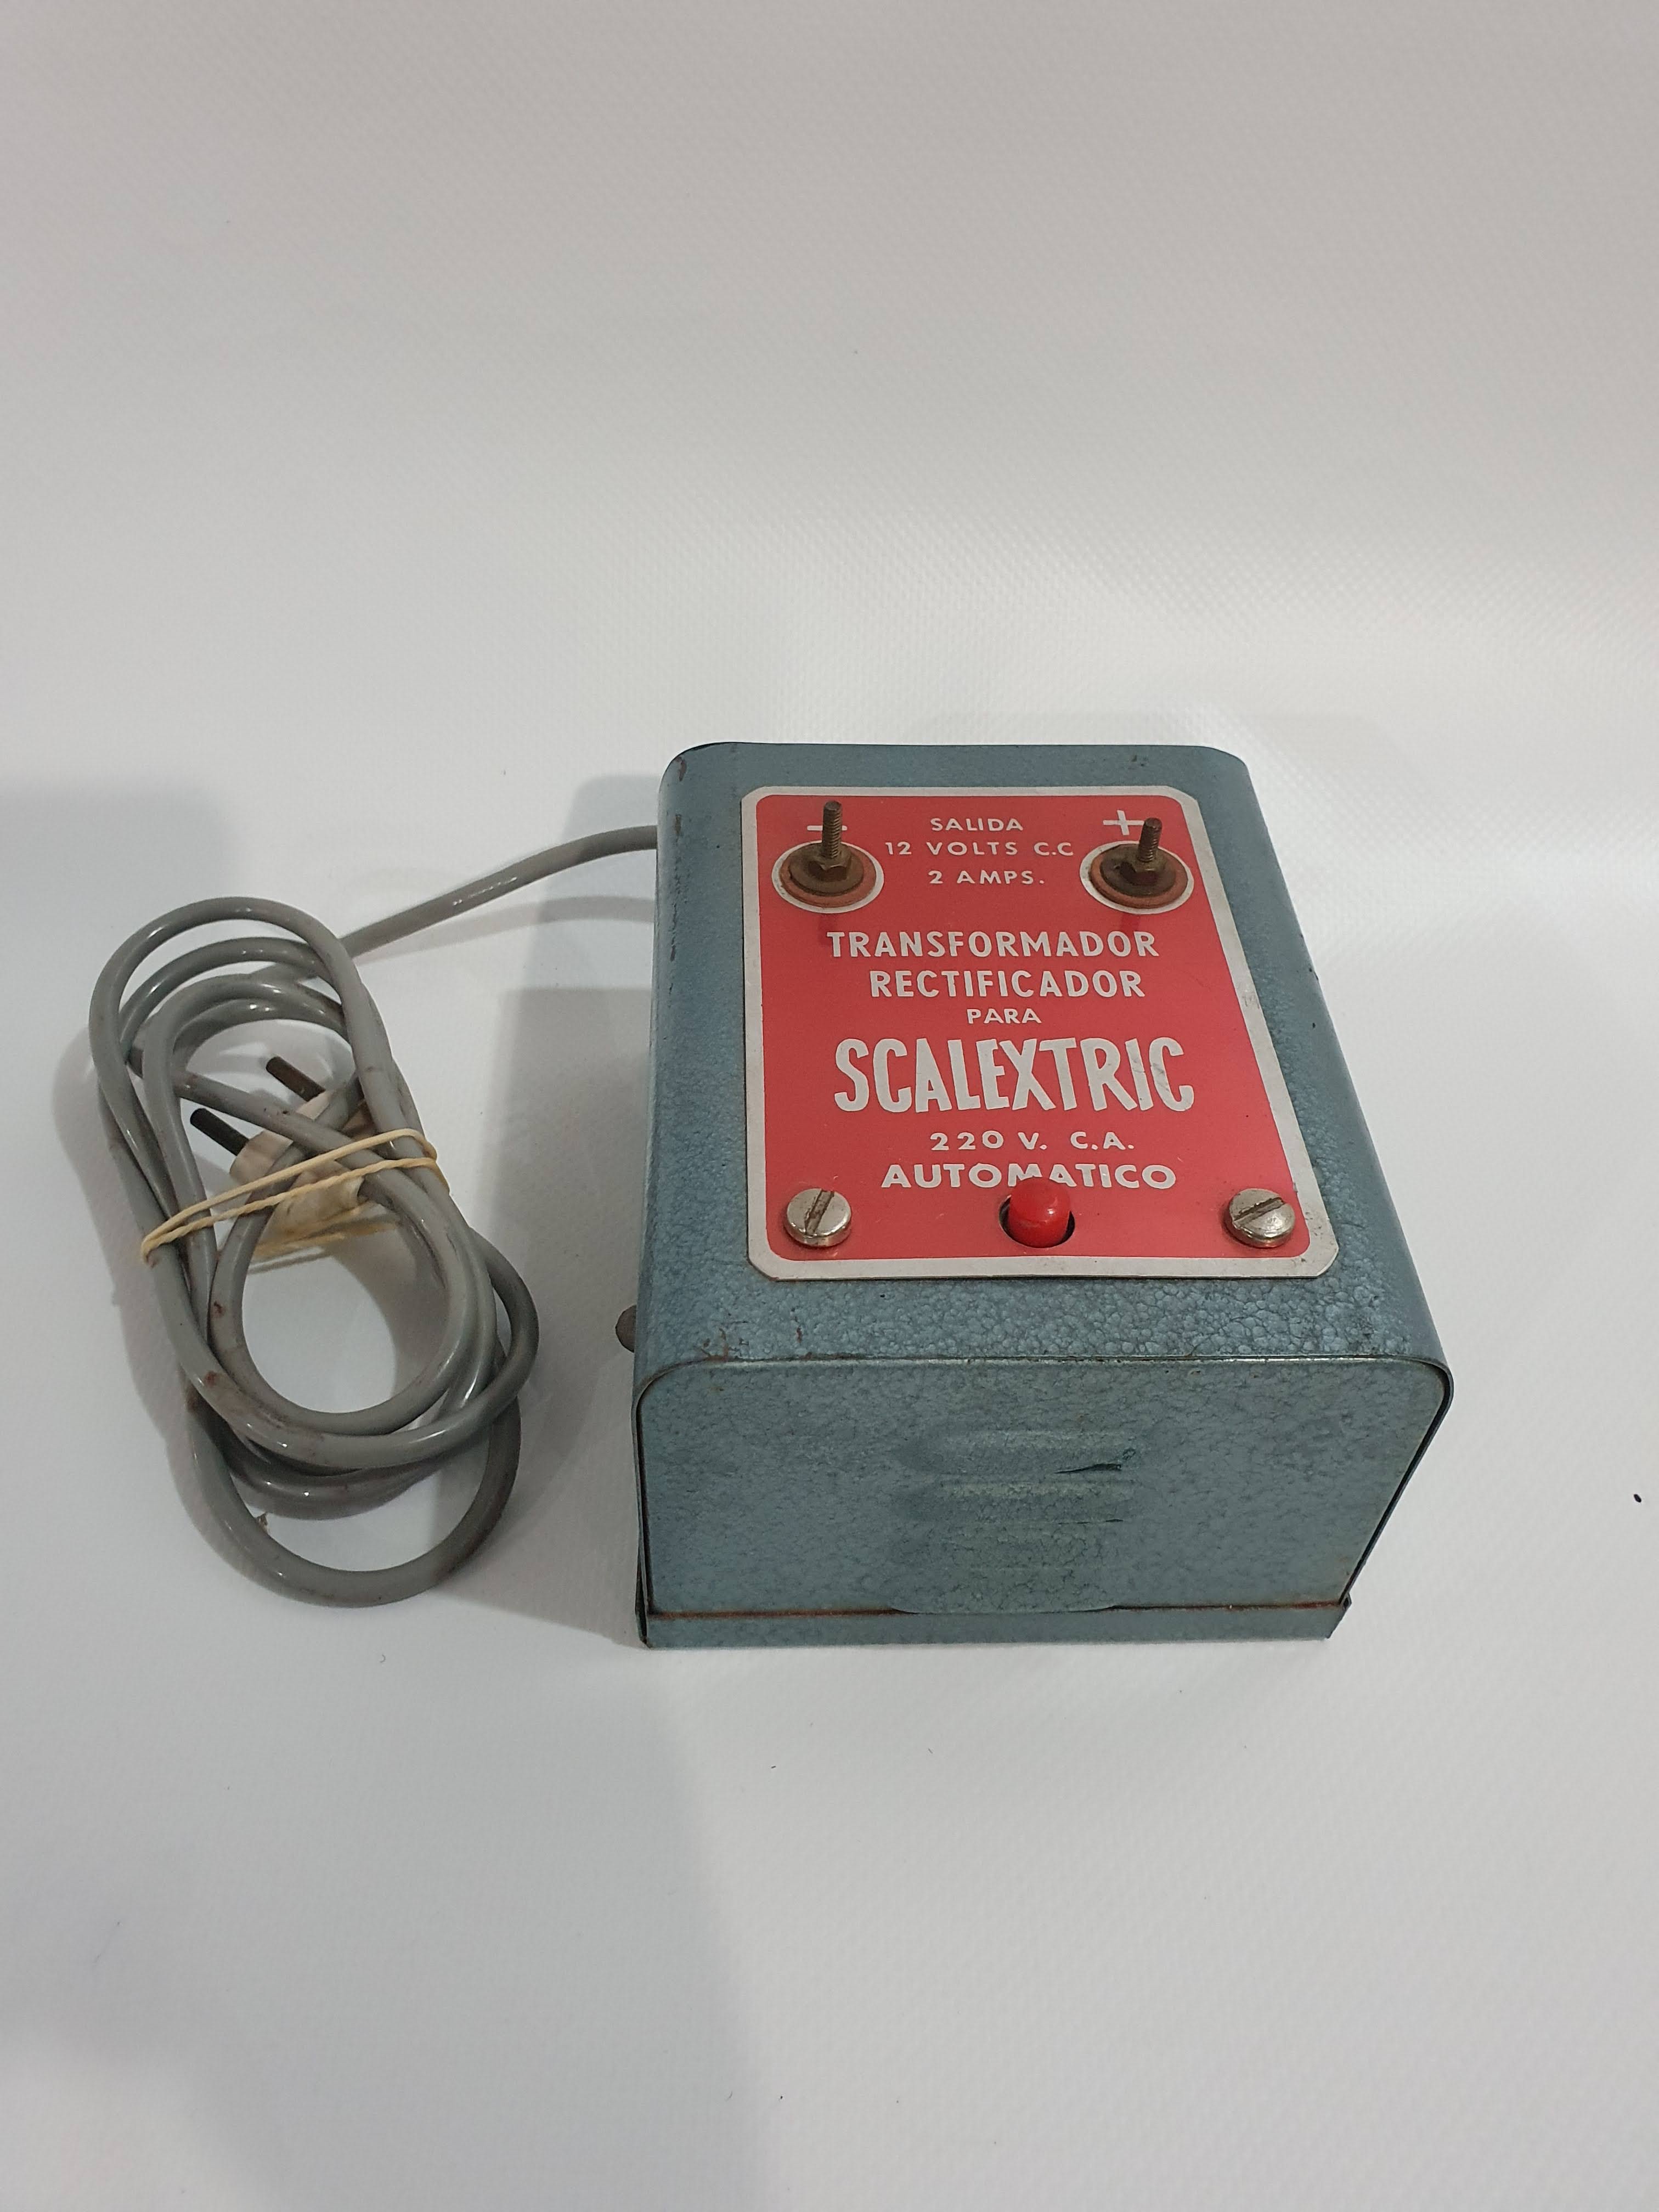 - SALIDA +
12 VOLTS C.C
2 AMPS.
TRANSFORMADOR
RECTIFICADOR
PARA
SCALEXTRIC
220 V. C.A.
AUTOMATICO